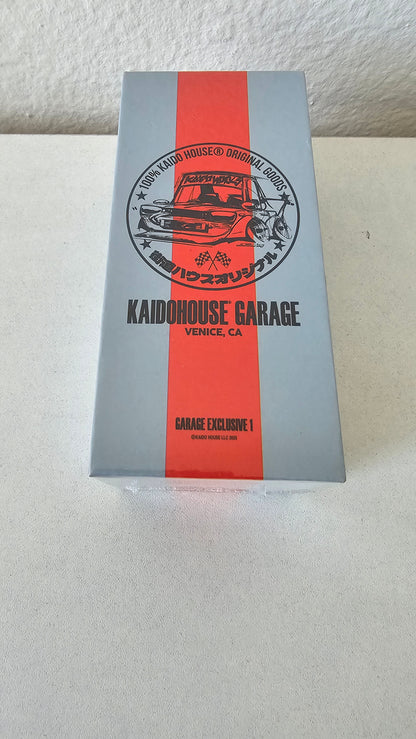 ★ 100% KAIDO HOUSE® ORIGINAL GOODS ★
街道ハウスオリジナル
KAIDOHOUSE® GARAGE
VENICE, CA
GARAGE EXCLUSIVE 1